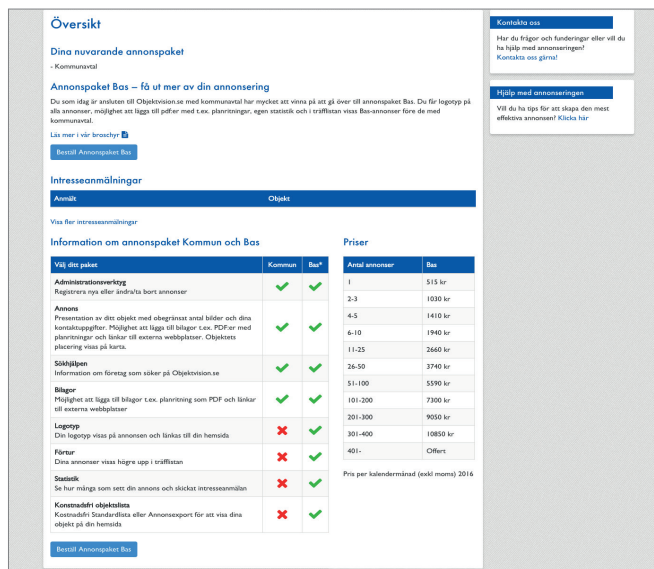 Översikt
Dina nuvarande annonspaket
- Kommunavtal
Annonspaket Bas – få ut mer av din annonsering
Du som idag är ansluten till Objektvision.se med kommunavtal har mycket att vinna på att gå över till annonspaket Bas. Du får logotyp på
alla annonser, möjlighet att lägga till pdf:er med t.ex. planritningar, egen statistik och i träfflistan visas Bas-annonser före de med
kommunavtal.
Läs mer i vår broschyr
Beställ Annonspaket Bas
Intresseanmälningar
Anmält Objekt
Visa fler intresseanmälningar
Information om annonspaket Kommun och Bas
Välj ditt paket Kommun Bas*
Administrationsverktyg
Registrera nya eller ändra/ta bort annonser
Annons
Presentation av ditt objekt med obegränsat antal bilder och dina
kontaktuppgifter. Möjlighet att lägga till bilagor t.ex. PDF:er med
planritningar och länkar till externa webbplatser. Objektets
placering visas på karta.
Sökhjälpen
Information om företag som söker på Objektvision.se
Bilagor
Möjlighet att lägga till bilagor t.ex. planritning som PDF och länkar
till externa webbplatser
Logotyp
Din logotyp visas på annonsen och länkas till din hemsida
Förtur
Dina annonser visas högre upp i träfflistan
Statistik
Se hur många som sett din annons och skickat intresseanmälan
Konstnadsfri objektslista
Kostnadsfri Standardlista eller Annonsexport för att visa dina
objekt på din hemsida
Beställ Annonspaket Bas
Priser
Antal annonser Bas
1 515 kr
2-3 1030 kr
4-5 1410 kr
6-10 1940 kr
11-25 2660 kr
26-50 3740 kr
51-100 5590 kr
101-200 7300 kr
201-300 9050 kr
301-400 10850 kr
401- Offert
Pris per kalendermånad (exkl moms) 2016
Kontakta oss
Har du frågor och funderingar eller vill du
ha hjälp med annonseringen?
Kontakta oss gärna!
Hjälp med annonseringen
Vill du ha tips för att skapa den mest
effektiva annonsen? Klicka här